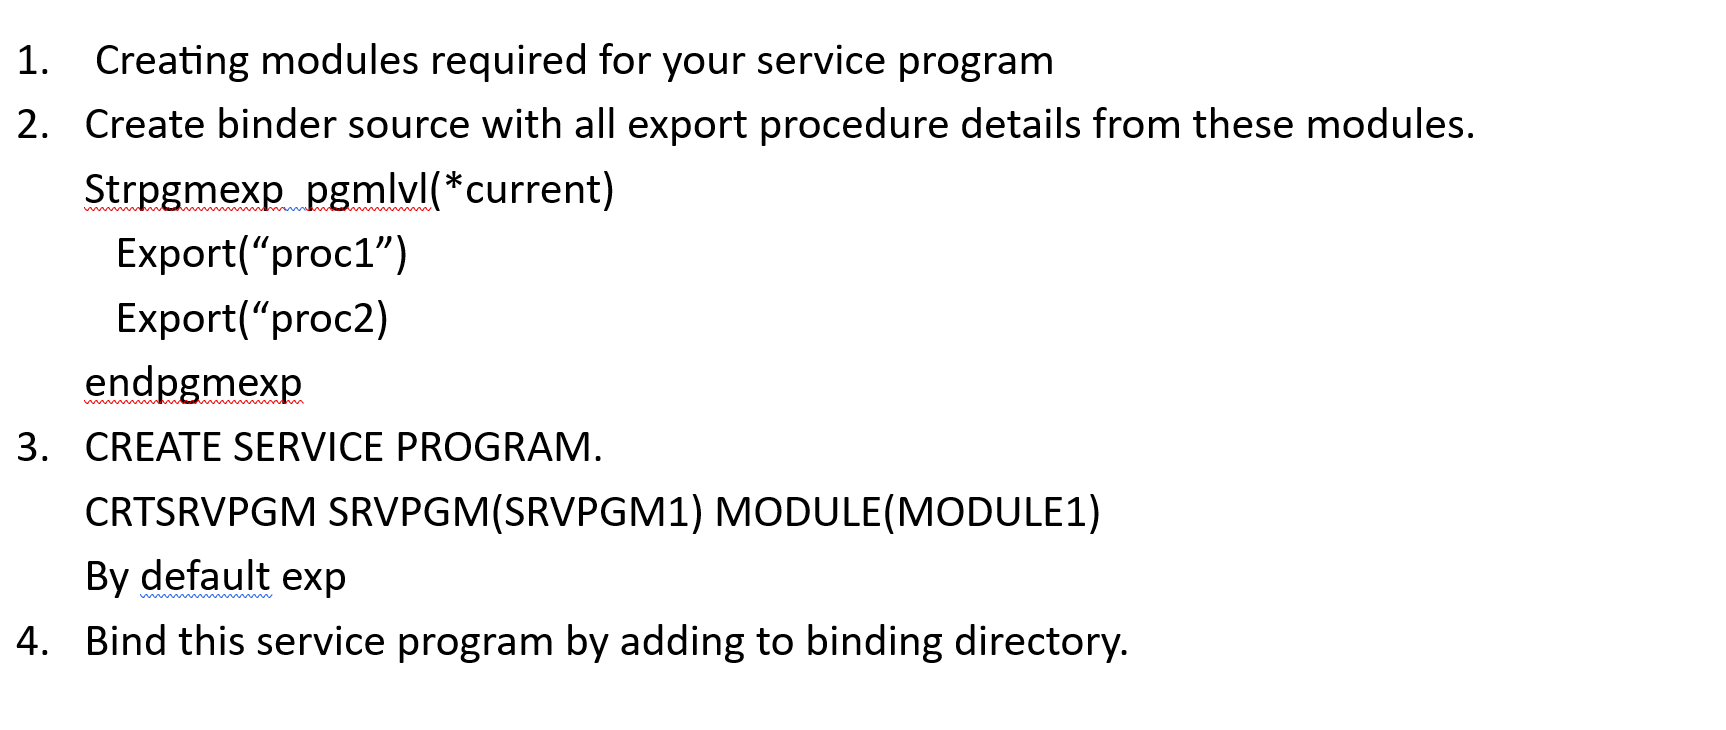 1. Creating modules required for your service program
2. Create binder source with all export procedure details from these modules.
Strpgmexp  pgmlvl(*current)
Export(“proc1”)
Export(“proc2)
endpgmexp
3. CREATE SERVICE PROGRAM.
CRTSRVPGM SRVPGM(SRVPGM1) MODULE(MODULE1)
By default exp
4. Bind this service program by adding to binding directory.